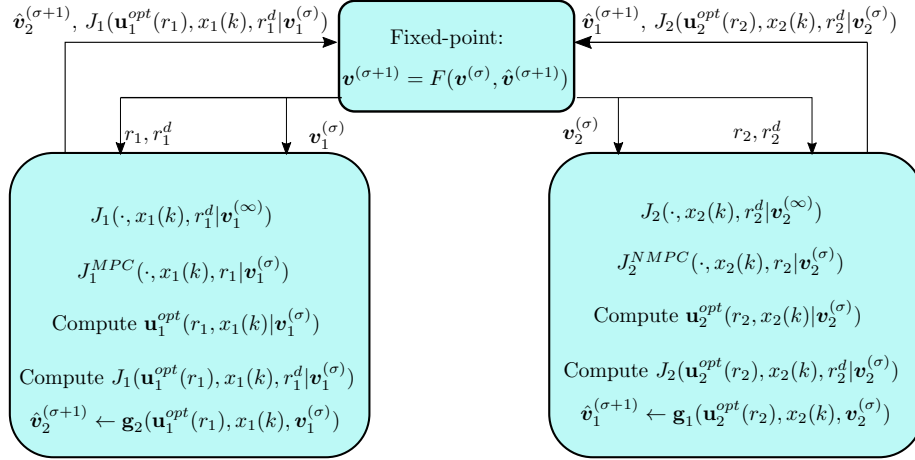 $\hat{\boldsymbol{v}}_2^{(\sigma+1)}, J_1(\mathbf{u}_1^{opt}(r_1), x_1(k), r_1^d|\boldsymbol{v}_1^{(\sigma)})$
Fixed-point:
$\boldsymbol{v}^{(\sigma+1)} = F(\boldsymbol{v}^{(\sigma)}, \hat{\boldsymbol{v}}^{(\sigma+1)})$
$\hat{\boldsymbol{v}}_1^{(\sigma+1)}, J_2(\mathbf{u}_2^{opt}(r_2), x_2(k), r_2^d|\boldsymbol{v}_2^{(\sigma)})$
$r_1, r_1^d$
$\boldsymbol{v}_1^{(\sigma)}$
$\boldsymbol{v}_2^{(\sigma)}$
$r_2, r_2^d$
$J_1(\cdot, x_1(k), r_1^d|\boldsymbol{v}_1^{(\infty)})$
$J_1^{MPC}(\cdot, x_1(k), r_1|\boldsymbol{v}_1^{(\sigma)})$
Compute $\mathbf{u}_1^{opt}(r_1, x_1(k)|\boldsymbol{v}_1^{(\sigma)})$
Compute $J_1(\mathbf{u}_1^{opt}(r_1), x_1(k), r_1^d|\boldsymbol{v}_1^{(\sigma)})$
$\hat{\boldsymbol{v}}_2^{(\sigma+1)} \leftarrow \mathbf{g}_2(\mathbf{u}_1^{opt}(r_1), x_1(k), \boldsymbol{v}_1^{(\sigma)})$
$J_2(\cdot, x_2(k), r_2^d|\boldsymbol{v}_2^{(\infty)})$
$J_2^{NMPC}(\cdot, x_2(k), r_2|\boldsymbol{v}_2^{(\sigma)})$
Compute $\mathbf{u}_2^{opt}(r_2, x_2(k)|\boldsymbol{v}_2^{(\sigma)})$
Compute $J_2(\mathbf{u}_2^{opt}(r_2), x_2(k), r_2^d|\boldsymbol{v}_2^{(\sigma)})$
$\hat{\boldsymbol{v}}_1^{(\sigma+1)} \leftarrow \mathbf{g}_1(\mathbf{u}_2^{opt}(r_2), x_2(k), \boldsymbol{v}_2^{(\sigma)})$